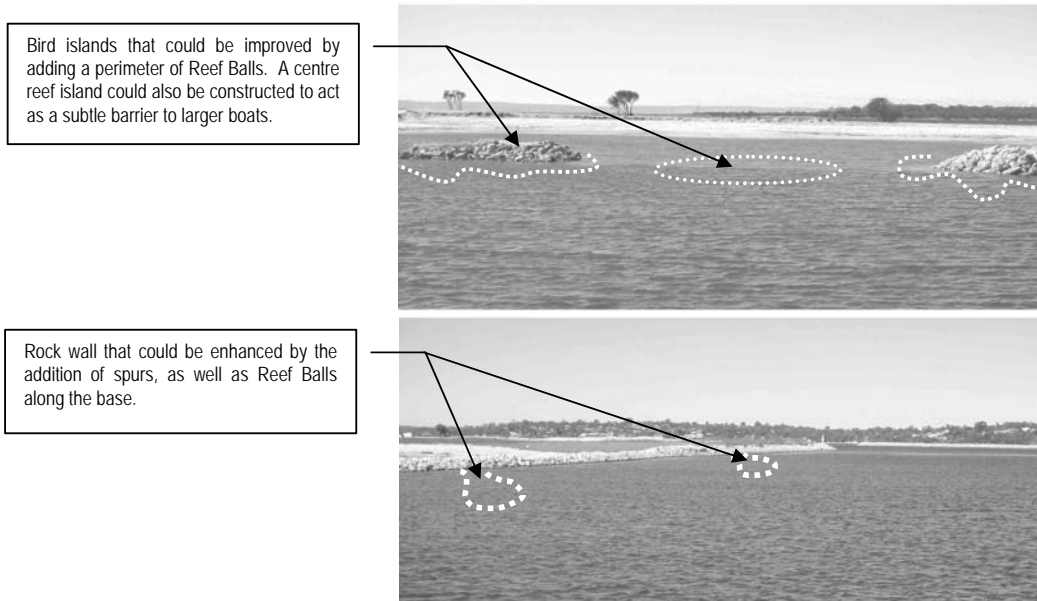 Bird islands that could be improved by
adding a perimeter of Reef Balls. A centre
reef island could also be constructed to act
as a subtle barrier to larger boats.
Rock wall that could be enhanced by the
addition of spurs, as well as Reef Balls
along the base.